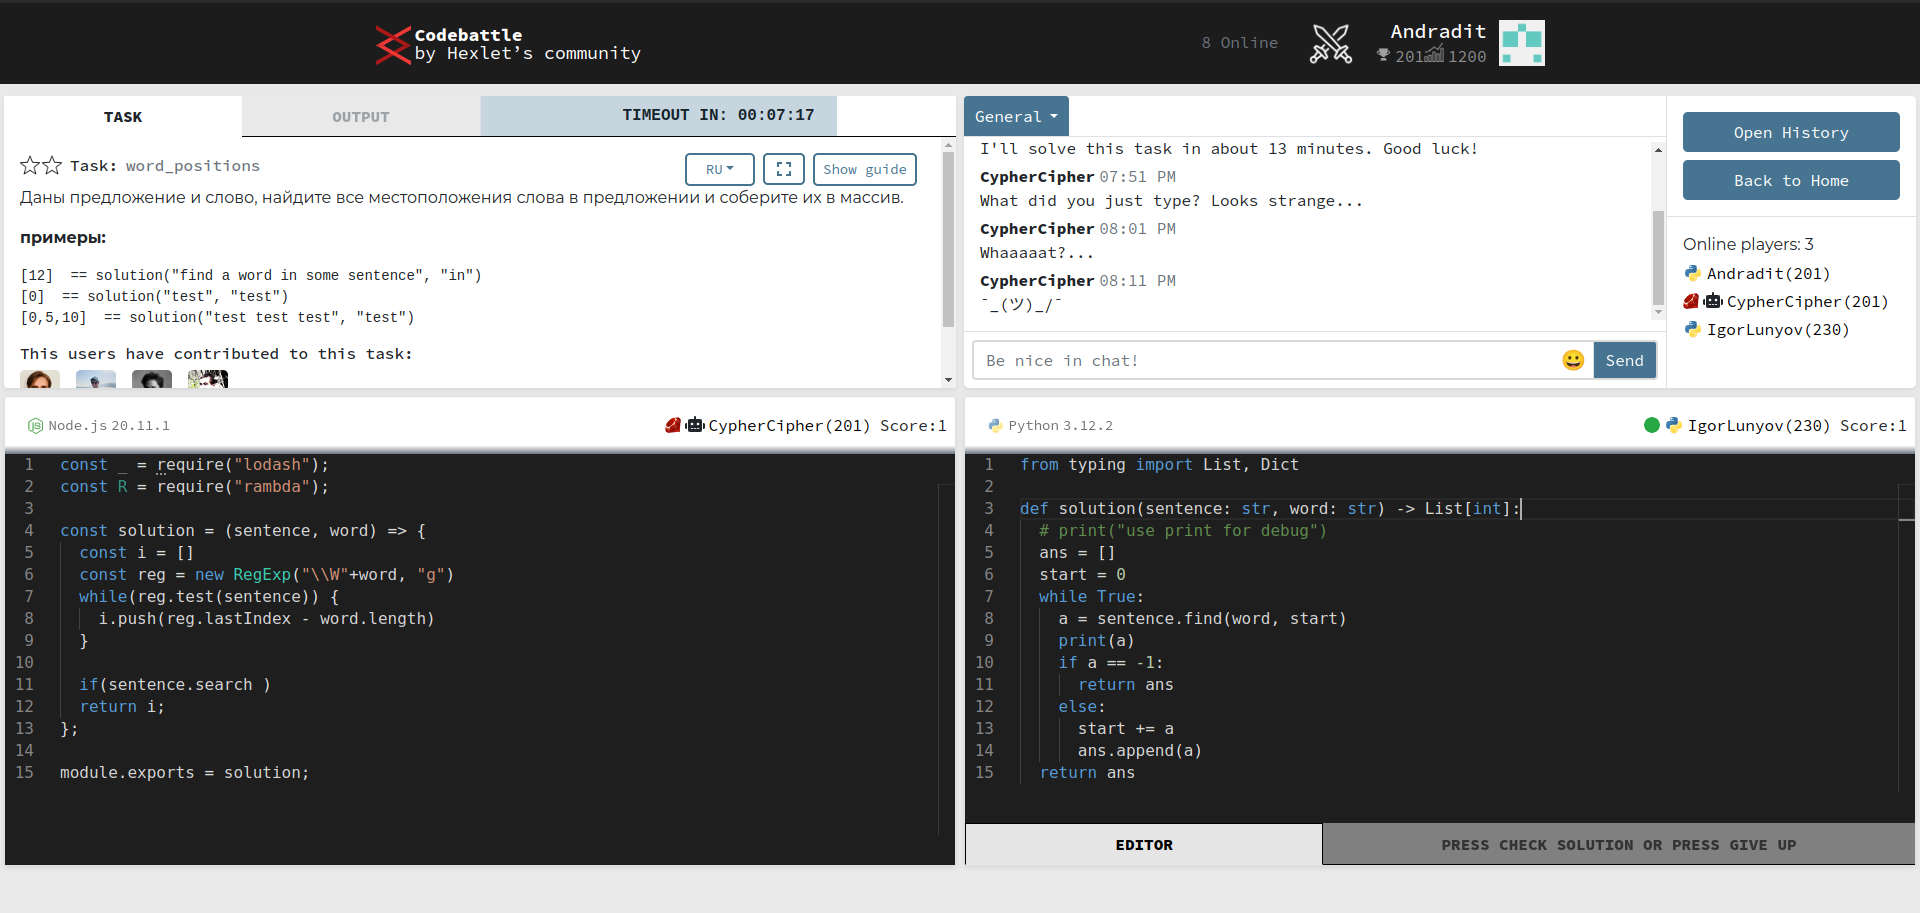 Codebattle
by Hexlet’s community
8 Online
Andradit
201 1200
TASK
OUTPUT
TIMEOUT IN: 00:07:17
Task: word_positions
RU
Show guide
Даны предложение и слово, найдите все местоположения слова в предложении и соберите их в массив.
примеры:
[12]  == solution("find a word in some sentence", "in")
[0]  == solution("test", "test")
[0,5,10]  == solution("test test test", "test")
This users have contributed to this task:
General
I'll solve this task in about 13 minutes. Good luck!
CypherCipher 07:51 PM
What did you just type? Looks strange...
CypherCipher 08:01 PM
Whaaaaat?...
CypherCipher 08:11 PM
¯_(ツ)_/¯
Be nice in chat!
Send
Open History
Back to Home
Online players: 3
Andradit(201)
CypherCipher(201)
IgorLunyov(230)
Node.js 20.11.1
CypherCipher(201) Score:1
1 const _ = require("lodash");
2 const R = require("rambda");
3
4 const solution = (sentence, word) => {
5   const i = []
6   const reg = new RegExp("\\W"+word, "g")
7   while(reg.test(sentence)) {
8     i.push(reg.lastIndex - word.length)
9   }
10
11   if(sentence.search )
12   return i;
13 };
14
15 module.exports = solution;
Python 3.12.2
IgorLunyov(230) Score:1
1 from typing import List, Dict
2
3 def solution(sentence: str, word: str) -> List[int]:
4   # print("use print for debug")
5   ans = []
6   start = 0
7   while True:
8     a = sentence.find(word, start)
9     print(a)
10     if a == -1:
11       return ans
12     else:
13       start += a
14       ans.append(a)
15   return ans
EDITOR
PRESS CHECK SOLUTION OR PRESS GIVE UP